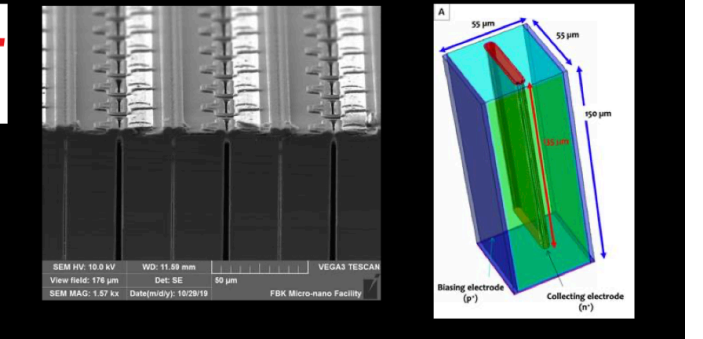 SEM HV: 10.0 kV WD: 11.59 mm VEGA3 TESCAN
View field: 176 µm Det: SE 50 µm
SEM MAG: 1.57 kx Date(m/d/y): 10/29/19 FBK Micro-nano Facility
A
55 µm
55 µm
150 µm
135 µm
Biasing electrode
(p⁺)
Collecting electrode
(n⁺)